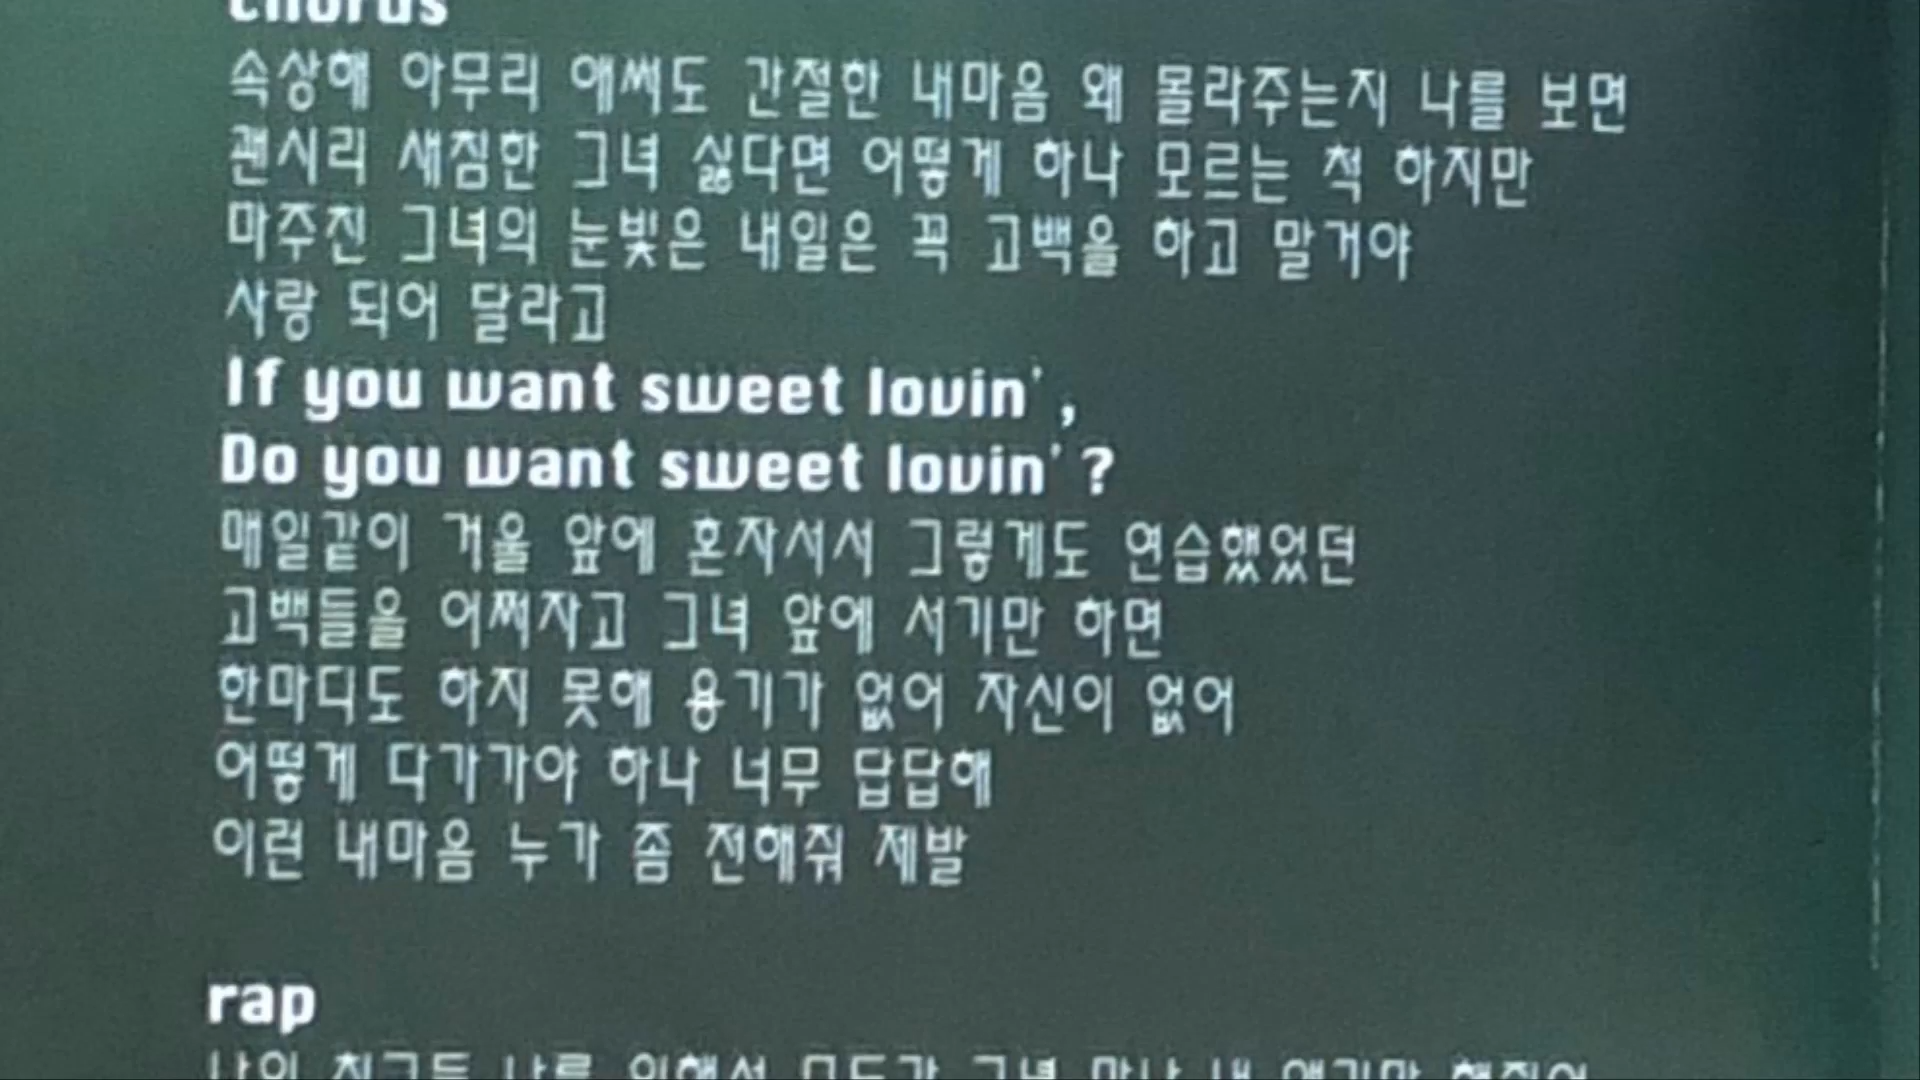 chorus
속상해 아무리 애써도 간절한 내마음 왜 몰라주는지 나를 보면
괜시리 새침한 그녀 싫다면 어떻게 하나 모르는 척 하지만
마주진 그녀의 눈빛은 내일은 꼭 고백을 하고 말거야
사랑 되어 달라고
If you want sweet lovin',
Do you want sweet lovin'?
매일같이 거울 앞에 혼자서서 그렇게도 연습했었던
고백들을 어쩌자고 그녀 앞에 서기만 하면
한마디도 하지 못해 용기가 없어 자신이 없어
어떻게 다가가야 하나 너무 답답해
이런 내마음 누가 좀 전해줘 제발
rap